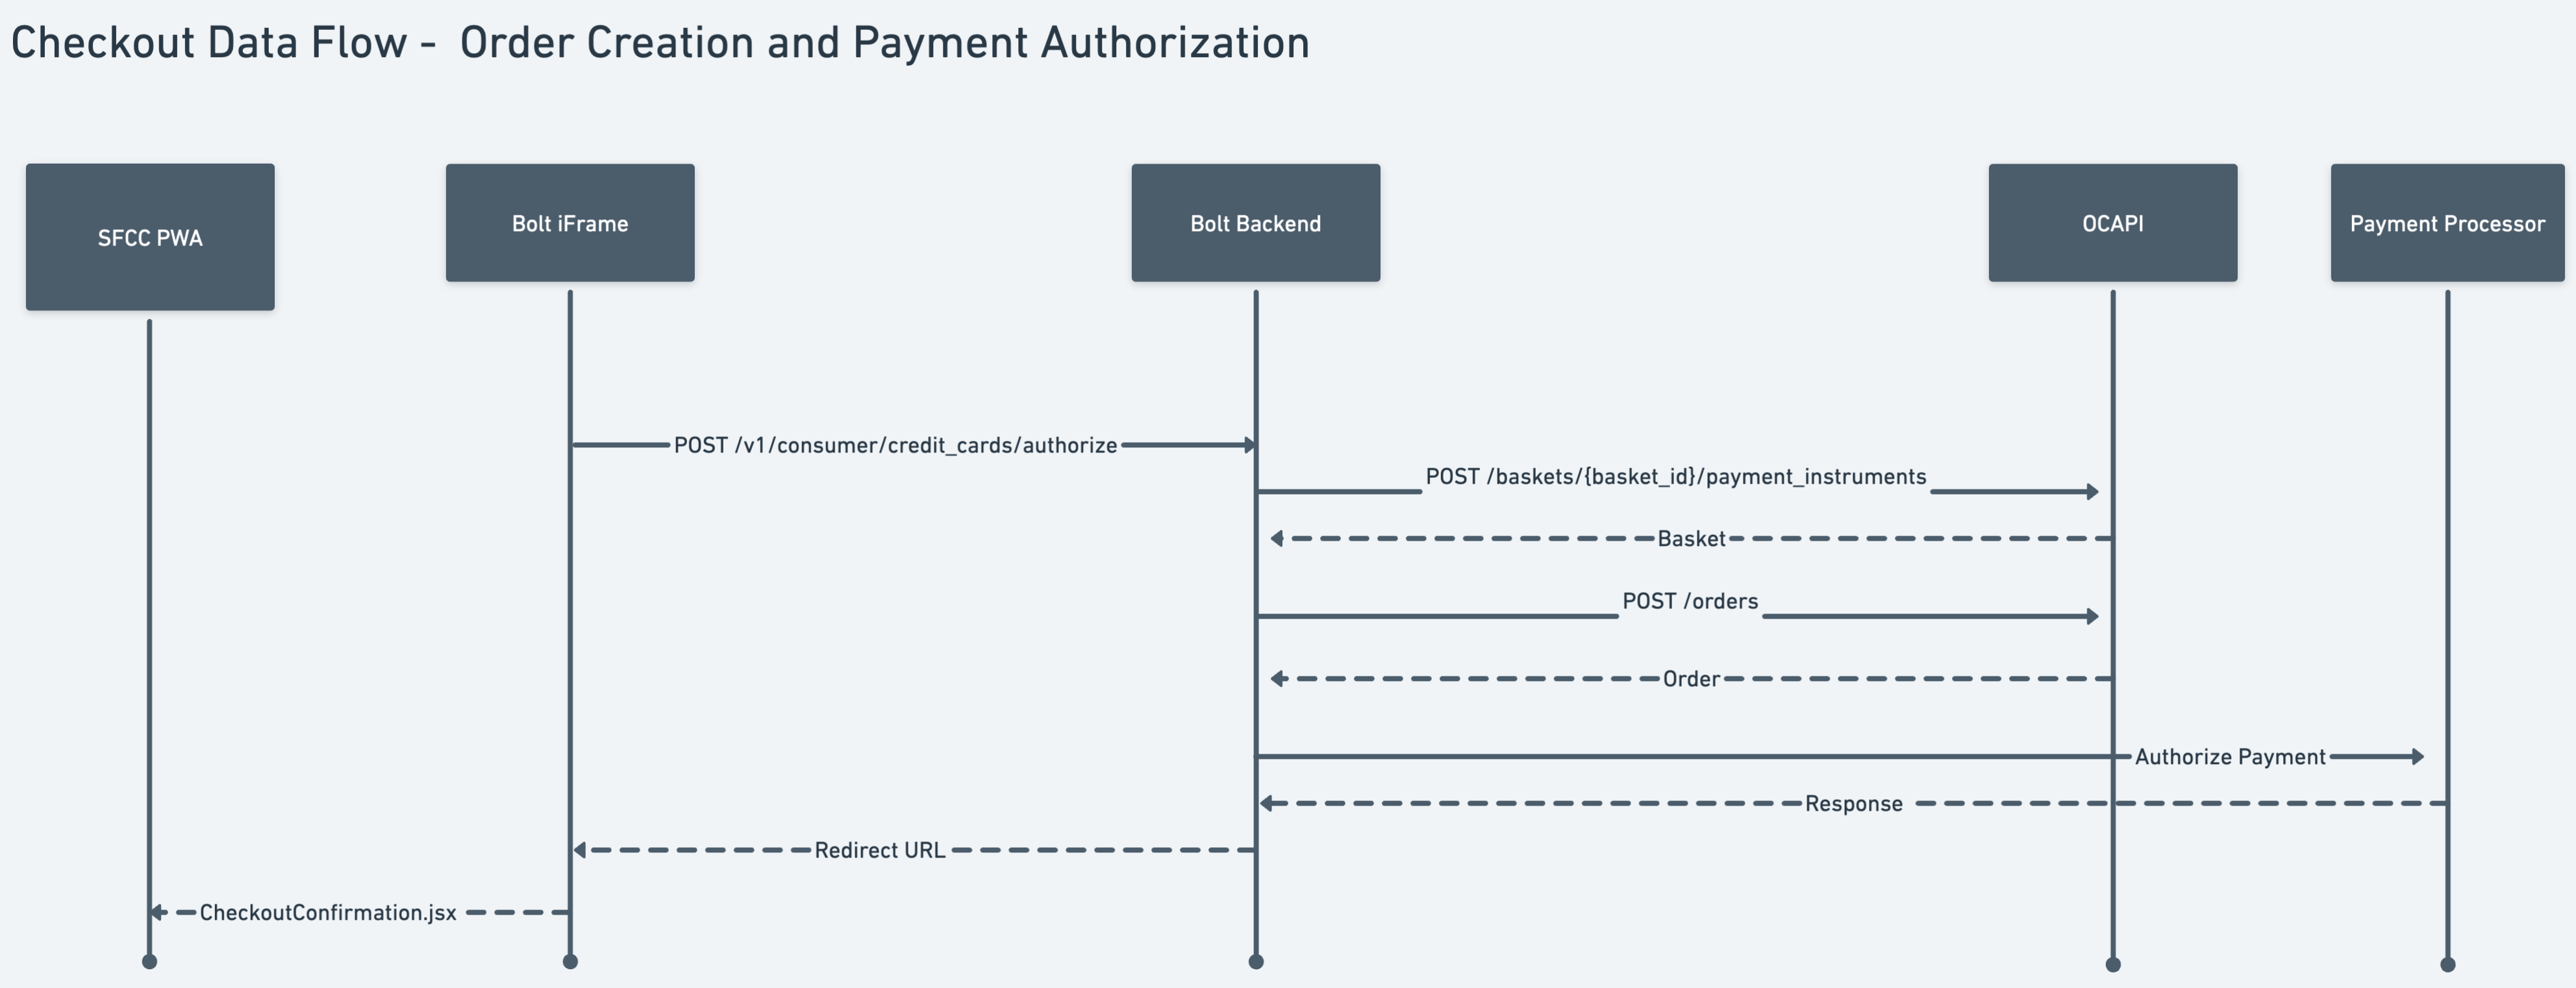 Checkout Data Flow -  Order Creation and Payment Authorization
SFCC PWA
Bolt iFrame
Bolt Backend
OCAPI
Payment Processor
POST /v1/consumer/credit_cards/authorize
POST /baskets/{basket_id}/payment_instruments
Basket
POST /orders
Order
Authorize Payment
Response
Redirect URL
CheckoutConfirmation.jsx